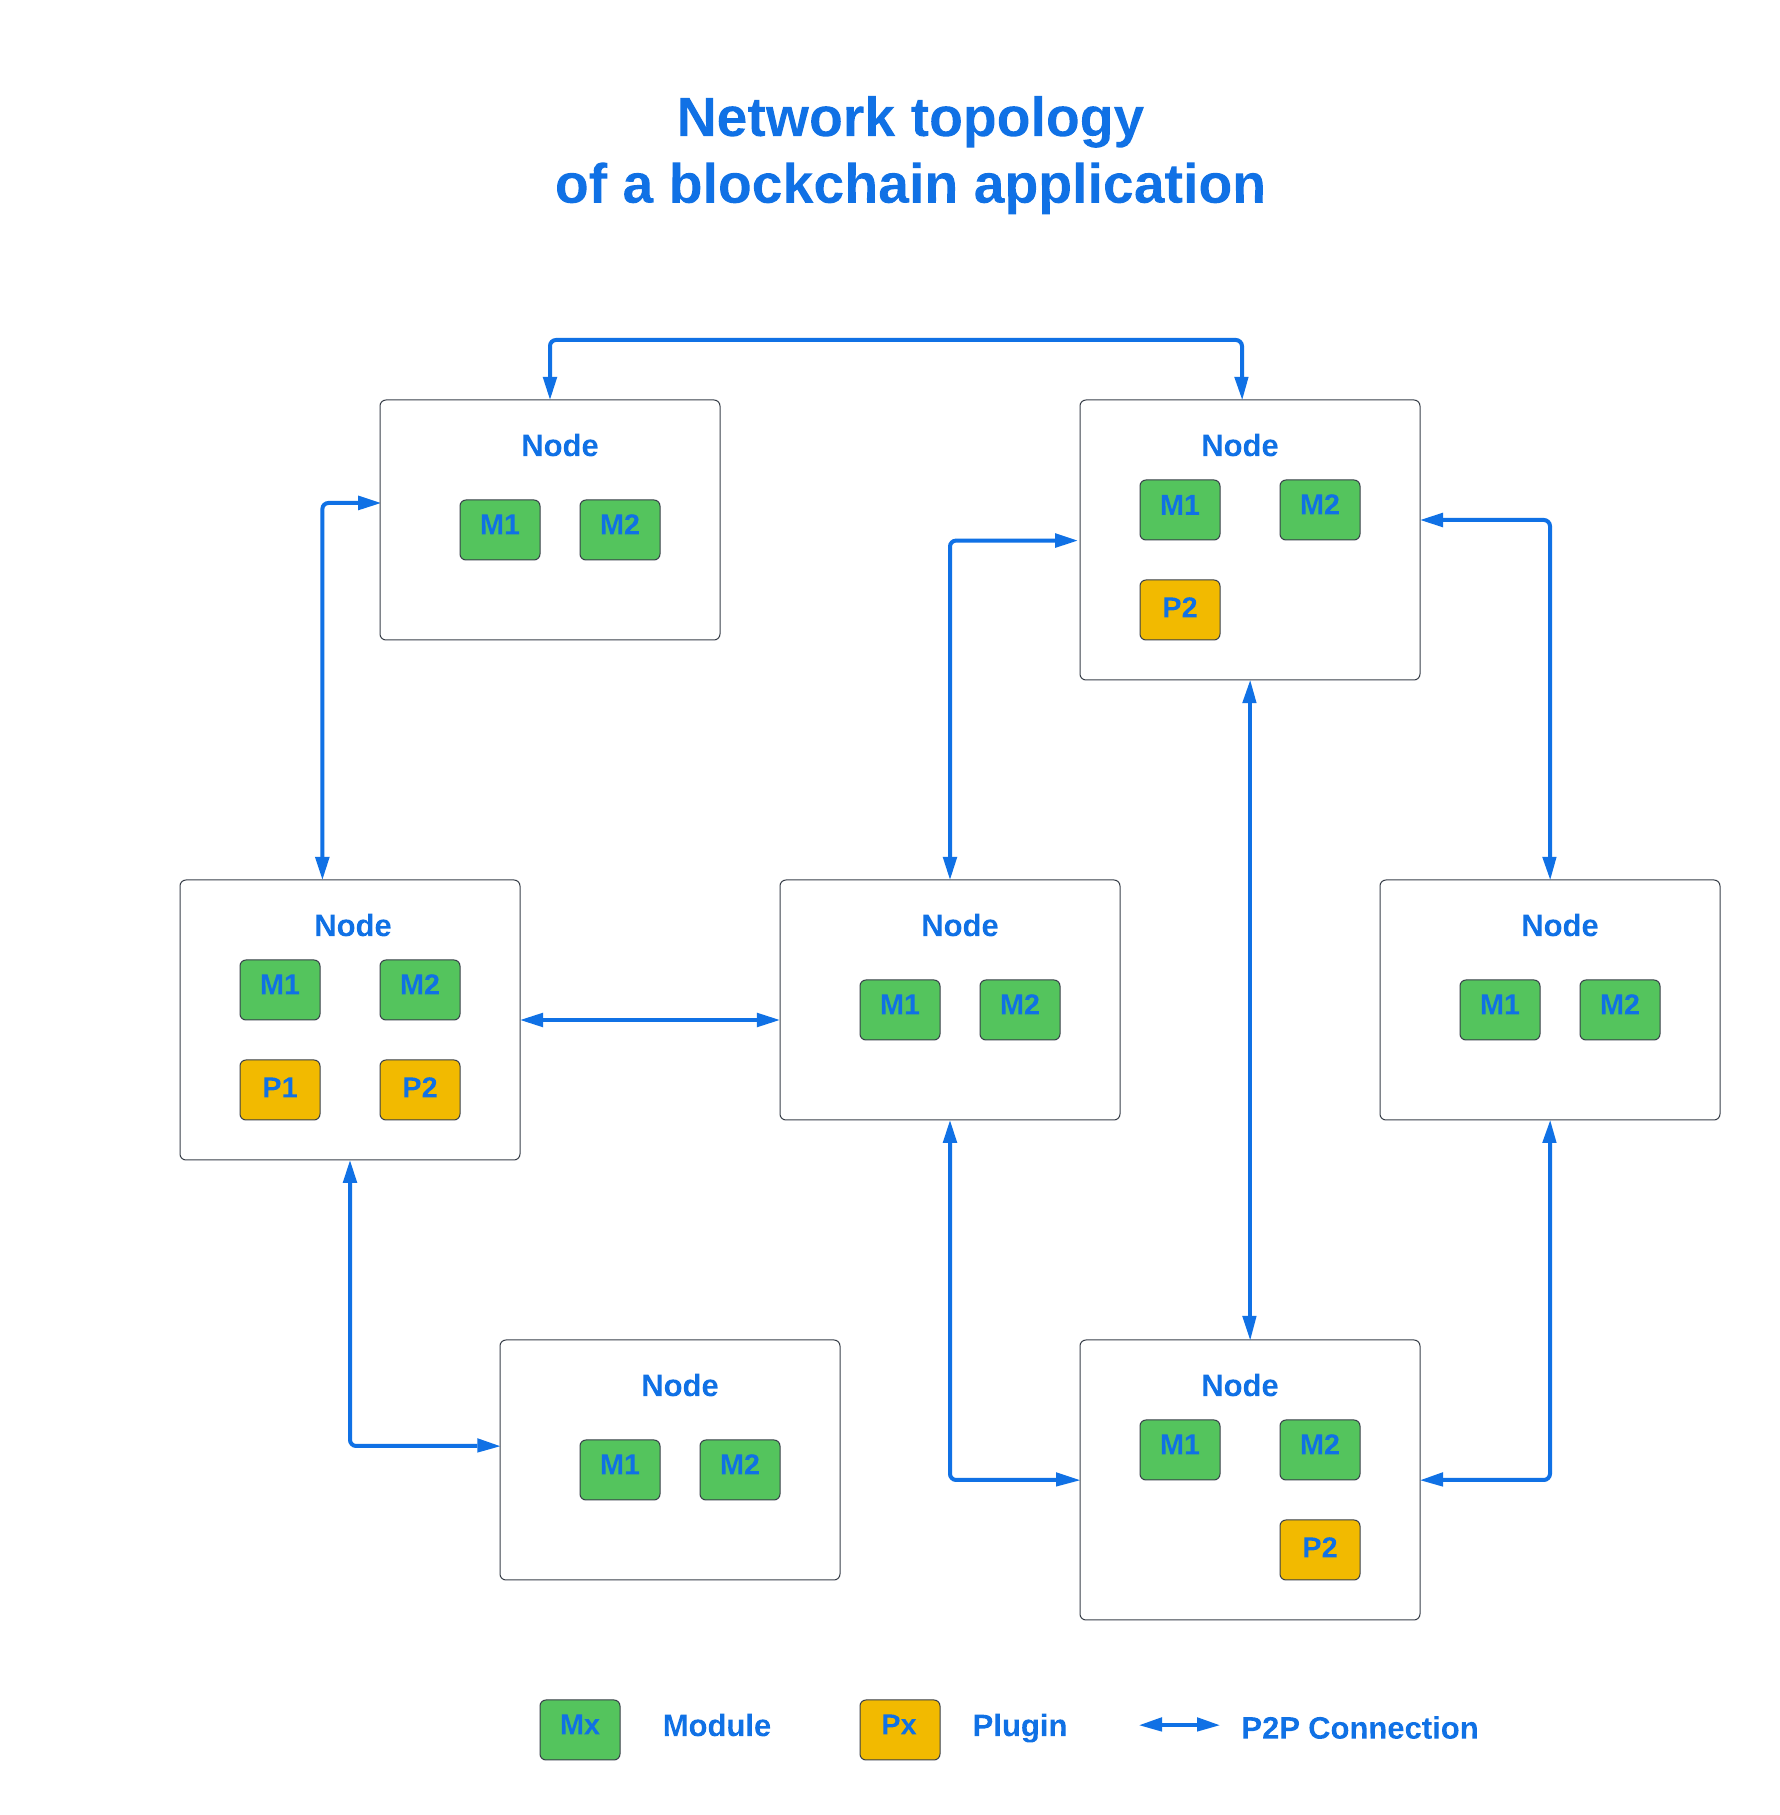 Network topology
of a blockchain application
Node
M1 M2
Node
M1 M2
P2
Node
M1 M2
P1 P2
Node
M1 M2
Node
M1 M2
Node
M1 M2
Node
M1 M2
P2
Mx Module Px Plugin P2P Connection